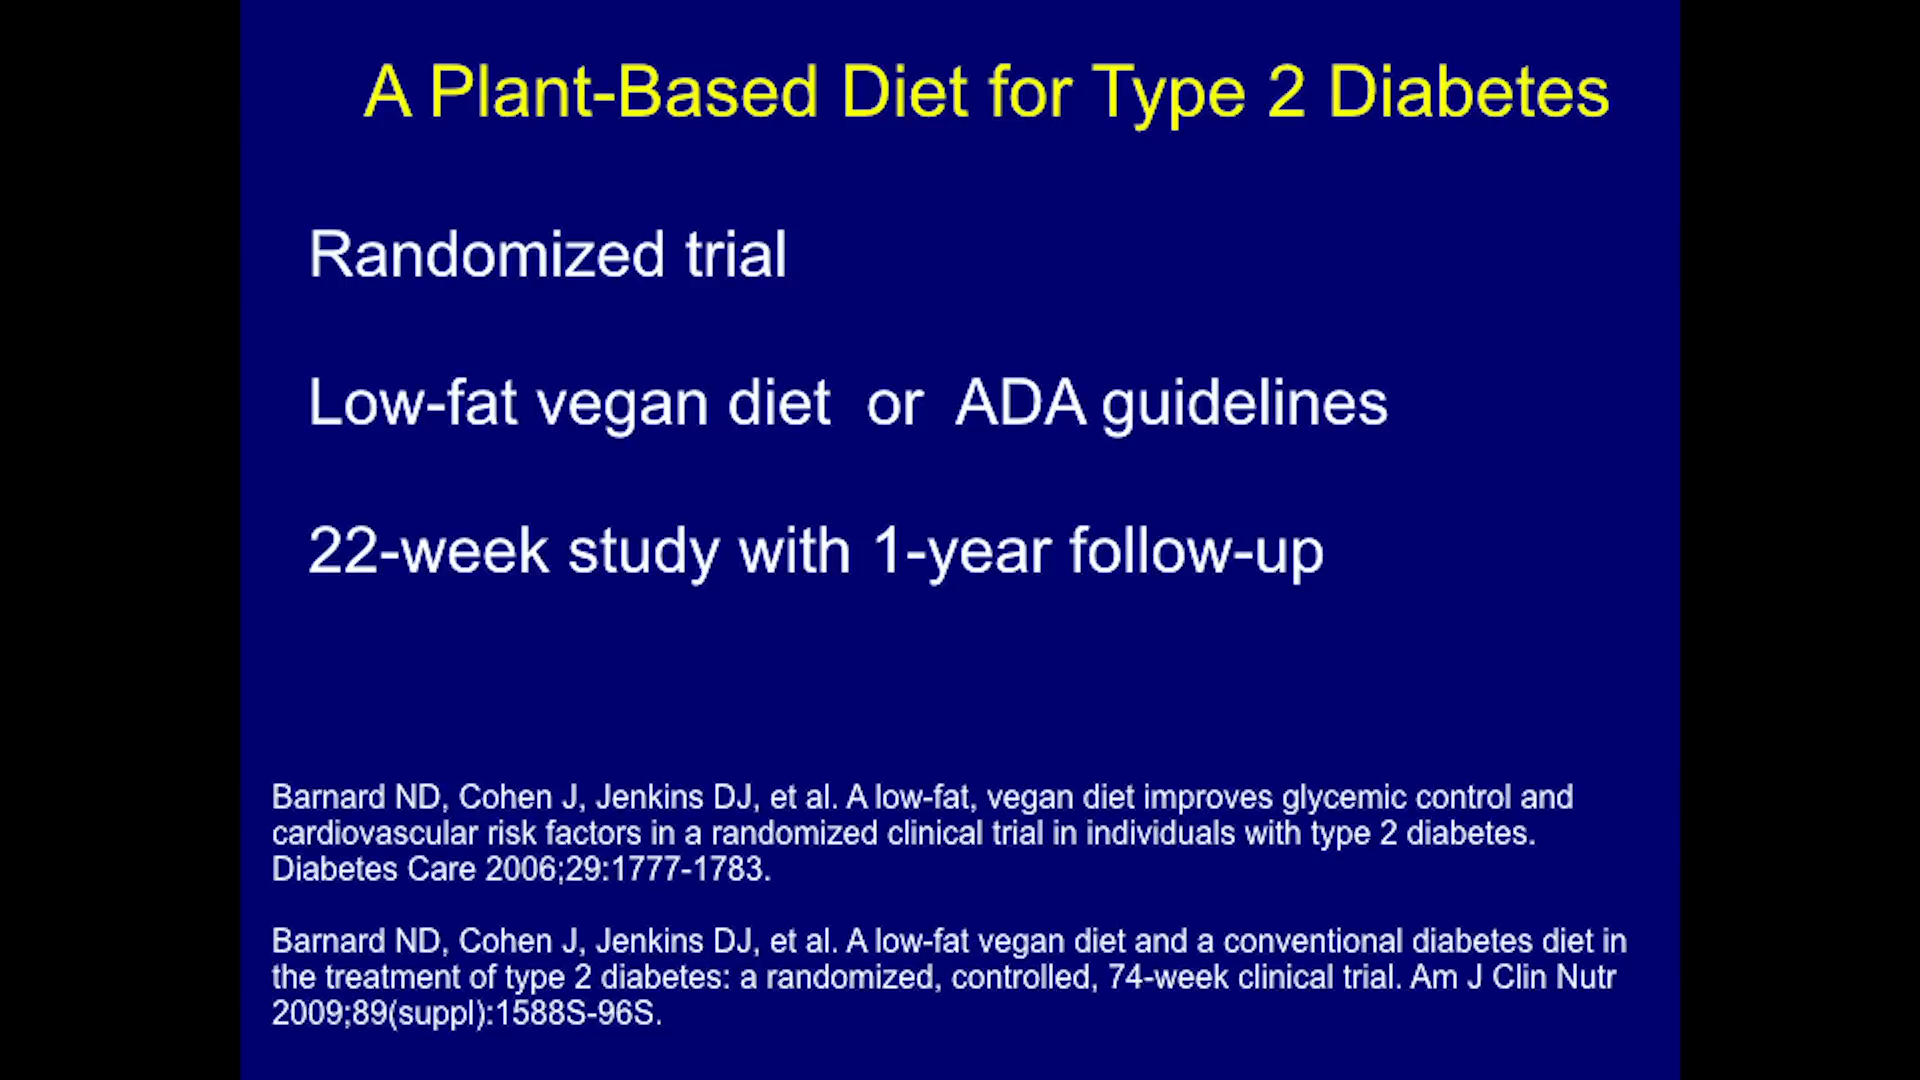 A Plant-Based Diet for Type 2 Diabetes
Randomized trial
Low-fat vegan diet or ADA guidelines
22-week study with 1-year follow-up
Barnard ND, Cohen J, Jenkins DJ, et al. A low-fat, vegan diet improves glycemic control and
cardiovascular risk factors in a randomized clinical trial in individuals with type 2 diabetes.
Diabetes Care 2006;29:1777-1783.
Barnard ND, Cohen J, Jenkins DJ, et al. A low-fat vegan diet and a conventional diabetes diet in
the treatment of type 2 diabetes: a randomized, controlled, 74-week clinical trial. Am J Clin Nutr
2009;89(suppl):1588S-96S.